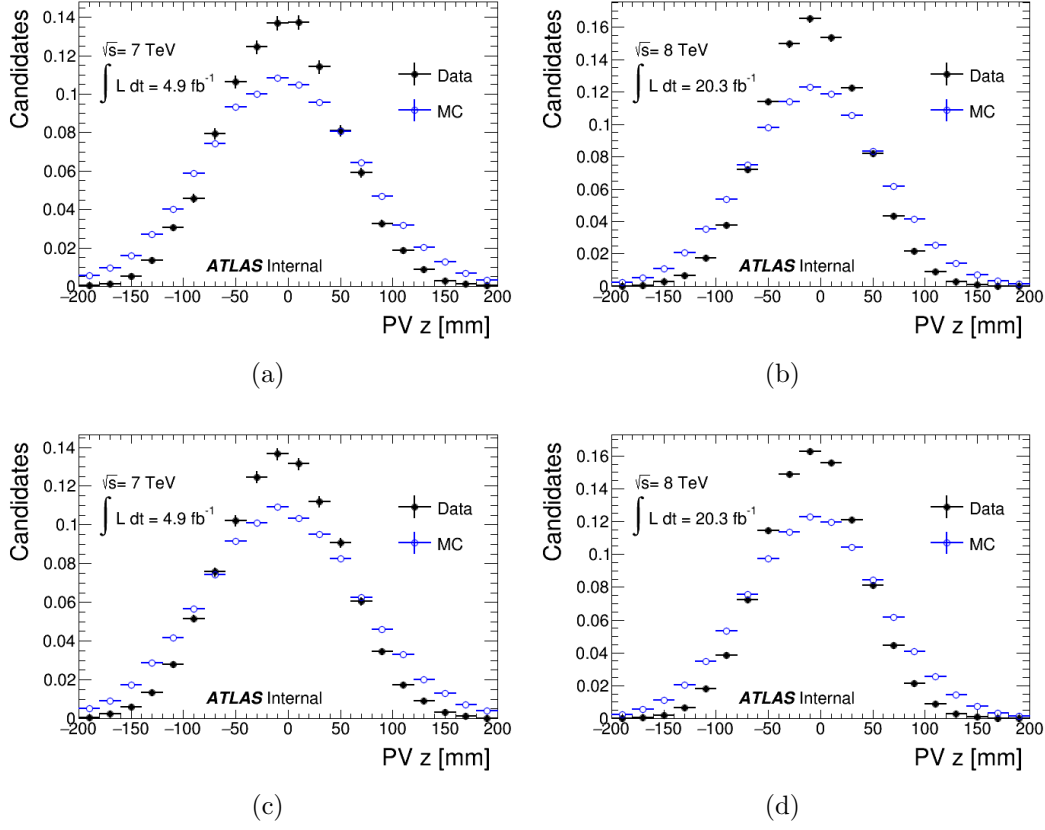 Candidates
0.14
0.12
0.1
0.08
0.06
0.04
0.02
0
√s= 7 TeV
∫ L dt = 4.9 fb⁻¹
Data
MC
ATLAS Internal
−200 −150 −100 −50 0 50 100 150 200
PV z [mm]
(a)
Candidates
0.16
0.14
0.12
0.1
0.08
0.06
0.04
0.02
0
√s= 8 TeV
∫ L dt = 20.3 fb⁻¹
Data
MC
ATLAS Internal
−200 −150 −100 −50 0 50 100 150 200
PV z [mm]
(b)
Candidates
0.14
0.12
0.1
0.08
0.06
0.04
0.02
0
√s= 7 TeV
∫ L dt = 4.9 fb⁻¹
Data
MC
ATLAS Internal
−200 −150 −100 −50 0 50 100 150 200
PV z [mm]
(c)
Candidates
0.16
0.14
0.12
0.1
0.08
0.06
0.04
0.02
0
√s= 8 TeV
∫ L dt = 20.3 fb⁻¹
Data
MC
ATLAS Internal
−200 −150 −100 −50 0 50 100 150 200
PV z [mm]
(d)